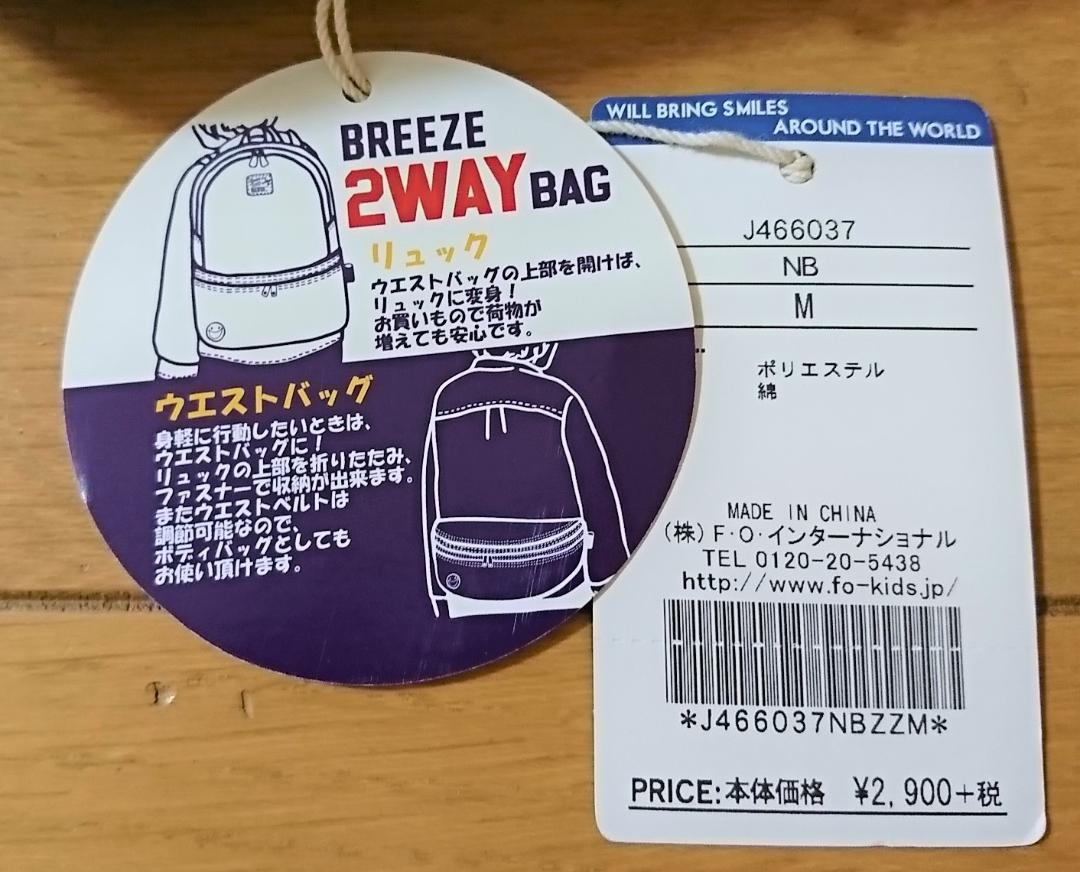 BREEZE
2WAY BAG
リュック
ウエストバッグの上部を開けば、
リュックに変身！
お買いもので荷物が
増えても安心です。
ウエストバッグ
身軽に行動したいときは、
ウエストバッグに！
リュックの上部を折りたたみ、
ファスナーで収納が出来ます。
またウエストベルトは
調節可能なので、
ボディバッグとしても
お使い頂けます。
WILL BRING SMILES
AROUND THE WORLD
J466037
NB
M
ポリエステル
綿
MADE IN CHINA
(株) F・O・インターナショナル
TEL 0120-20-5438
http://www.fo-kids.jp/
*J466037NBZZM*
PRICE:本体価格 ¥2,900+税